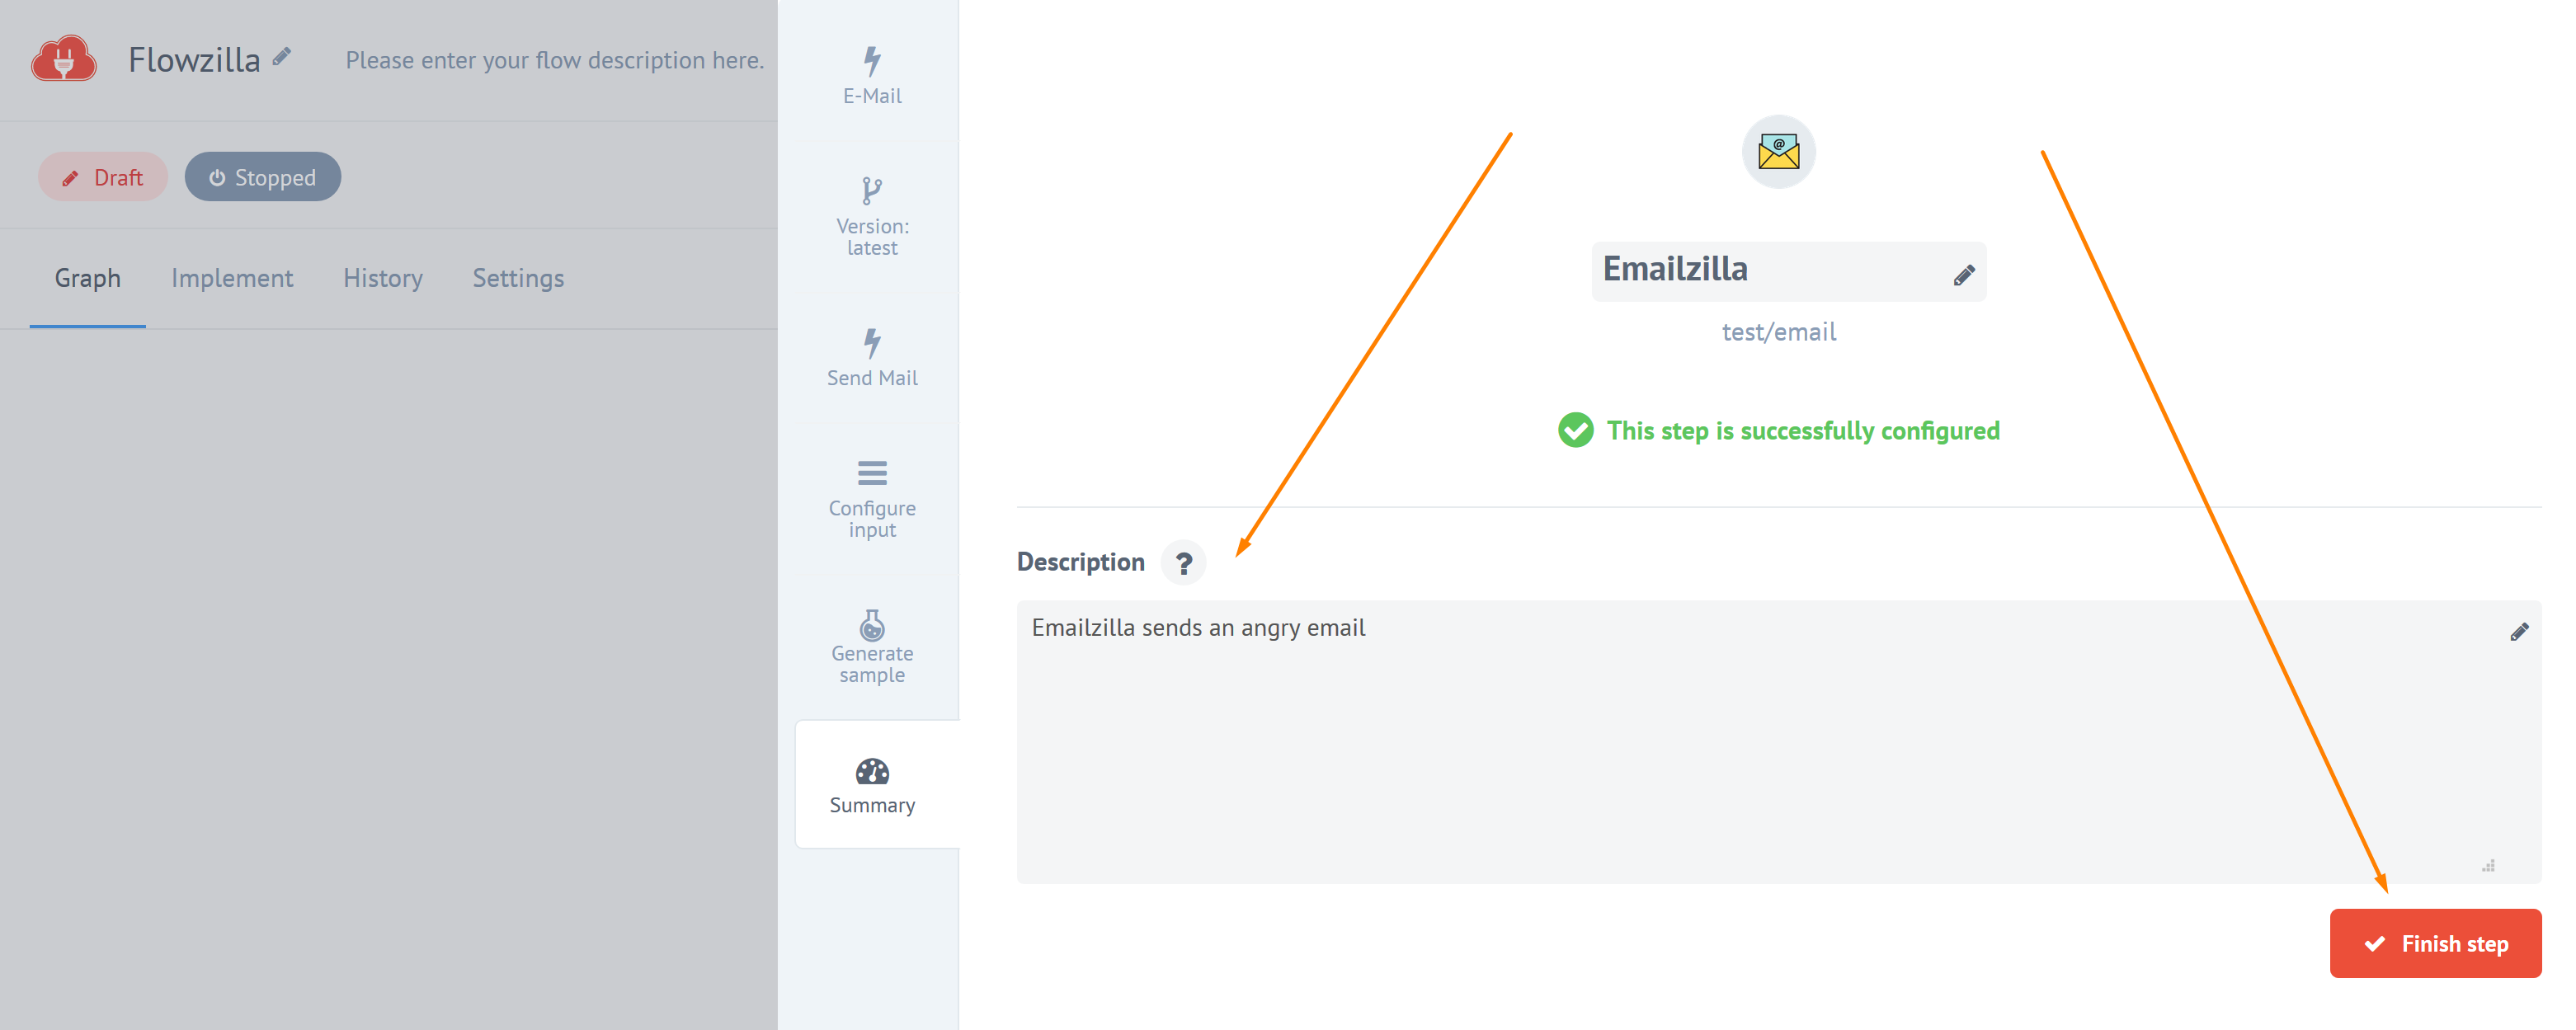 Flowzilla
Please enter your flow description here.
Draft
Stopped
Graph
Implement
History
Settings
E-Mail
Version:
latest
Send Mail
Configure
input
Generate
sample
Summary
@
Emailzilla
test/email
This step is successfully configured
Description ?
Emailzilla sends an angry email
Finish step